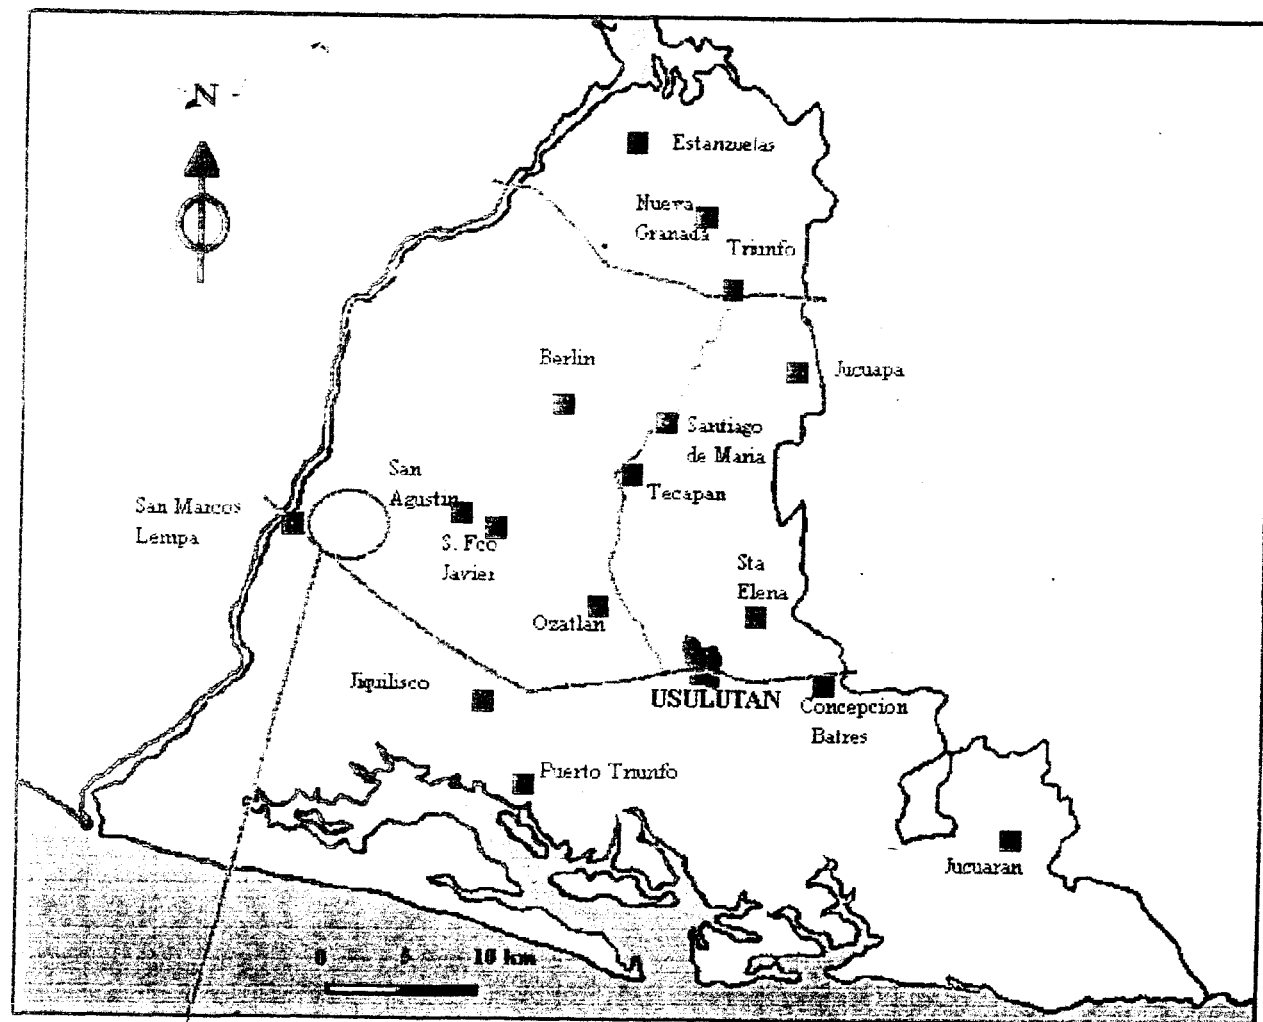 N
Estanzuelas
Nueva
Granada
Triunfo
Berlin
Jucuapa
Santiago
de Maria
San
Agustin
Tecapan
San Marcos
Lempa
S. Fco
Javier
Sta
Elena
Ozatlan
Jiquilisco
USULUTAN
Concepcion
Batres
Puerto Triunfo
Jucuaran
0 5 10 km